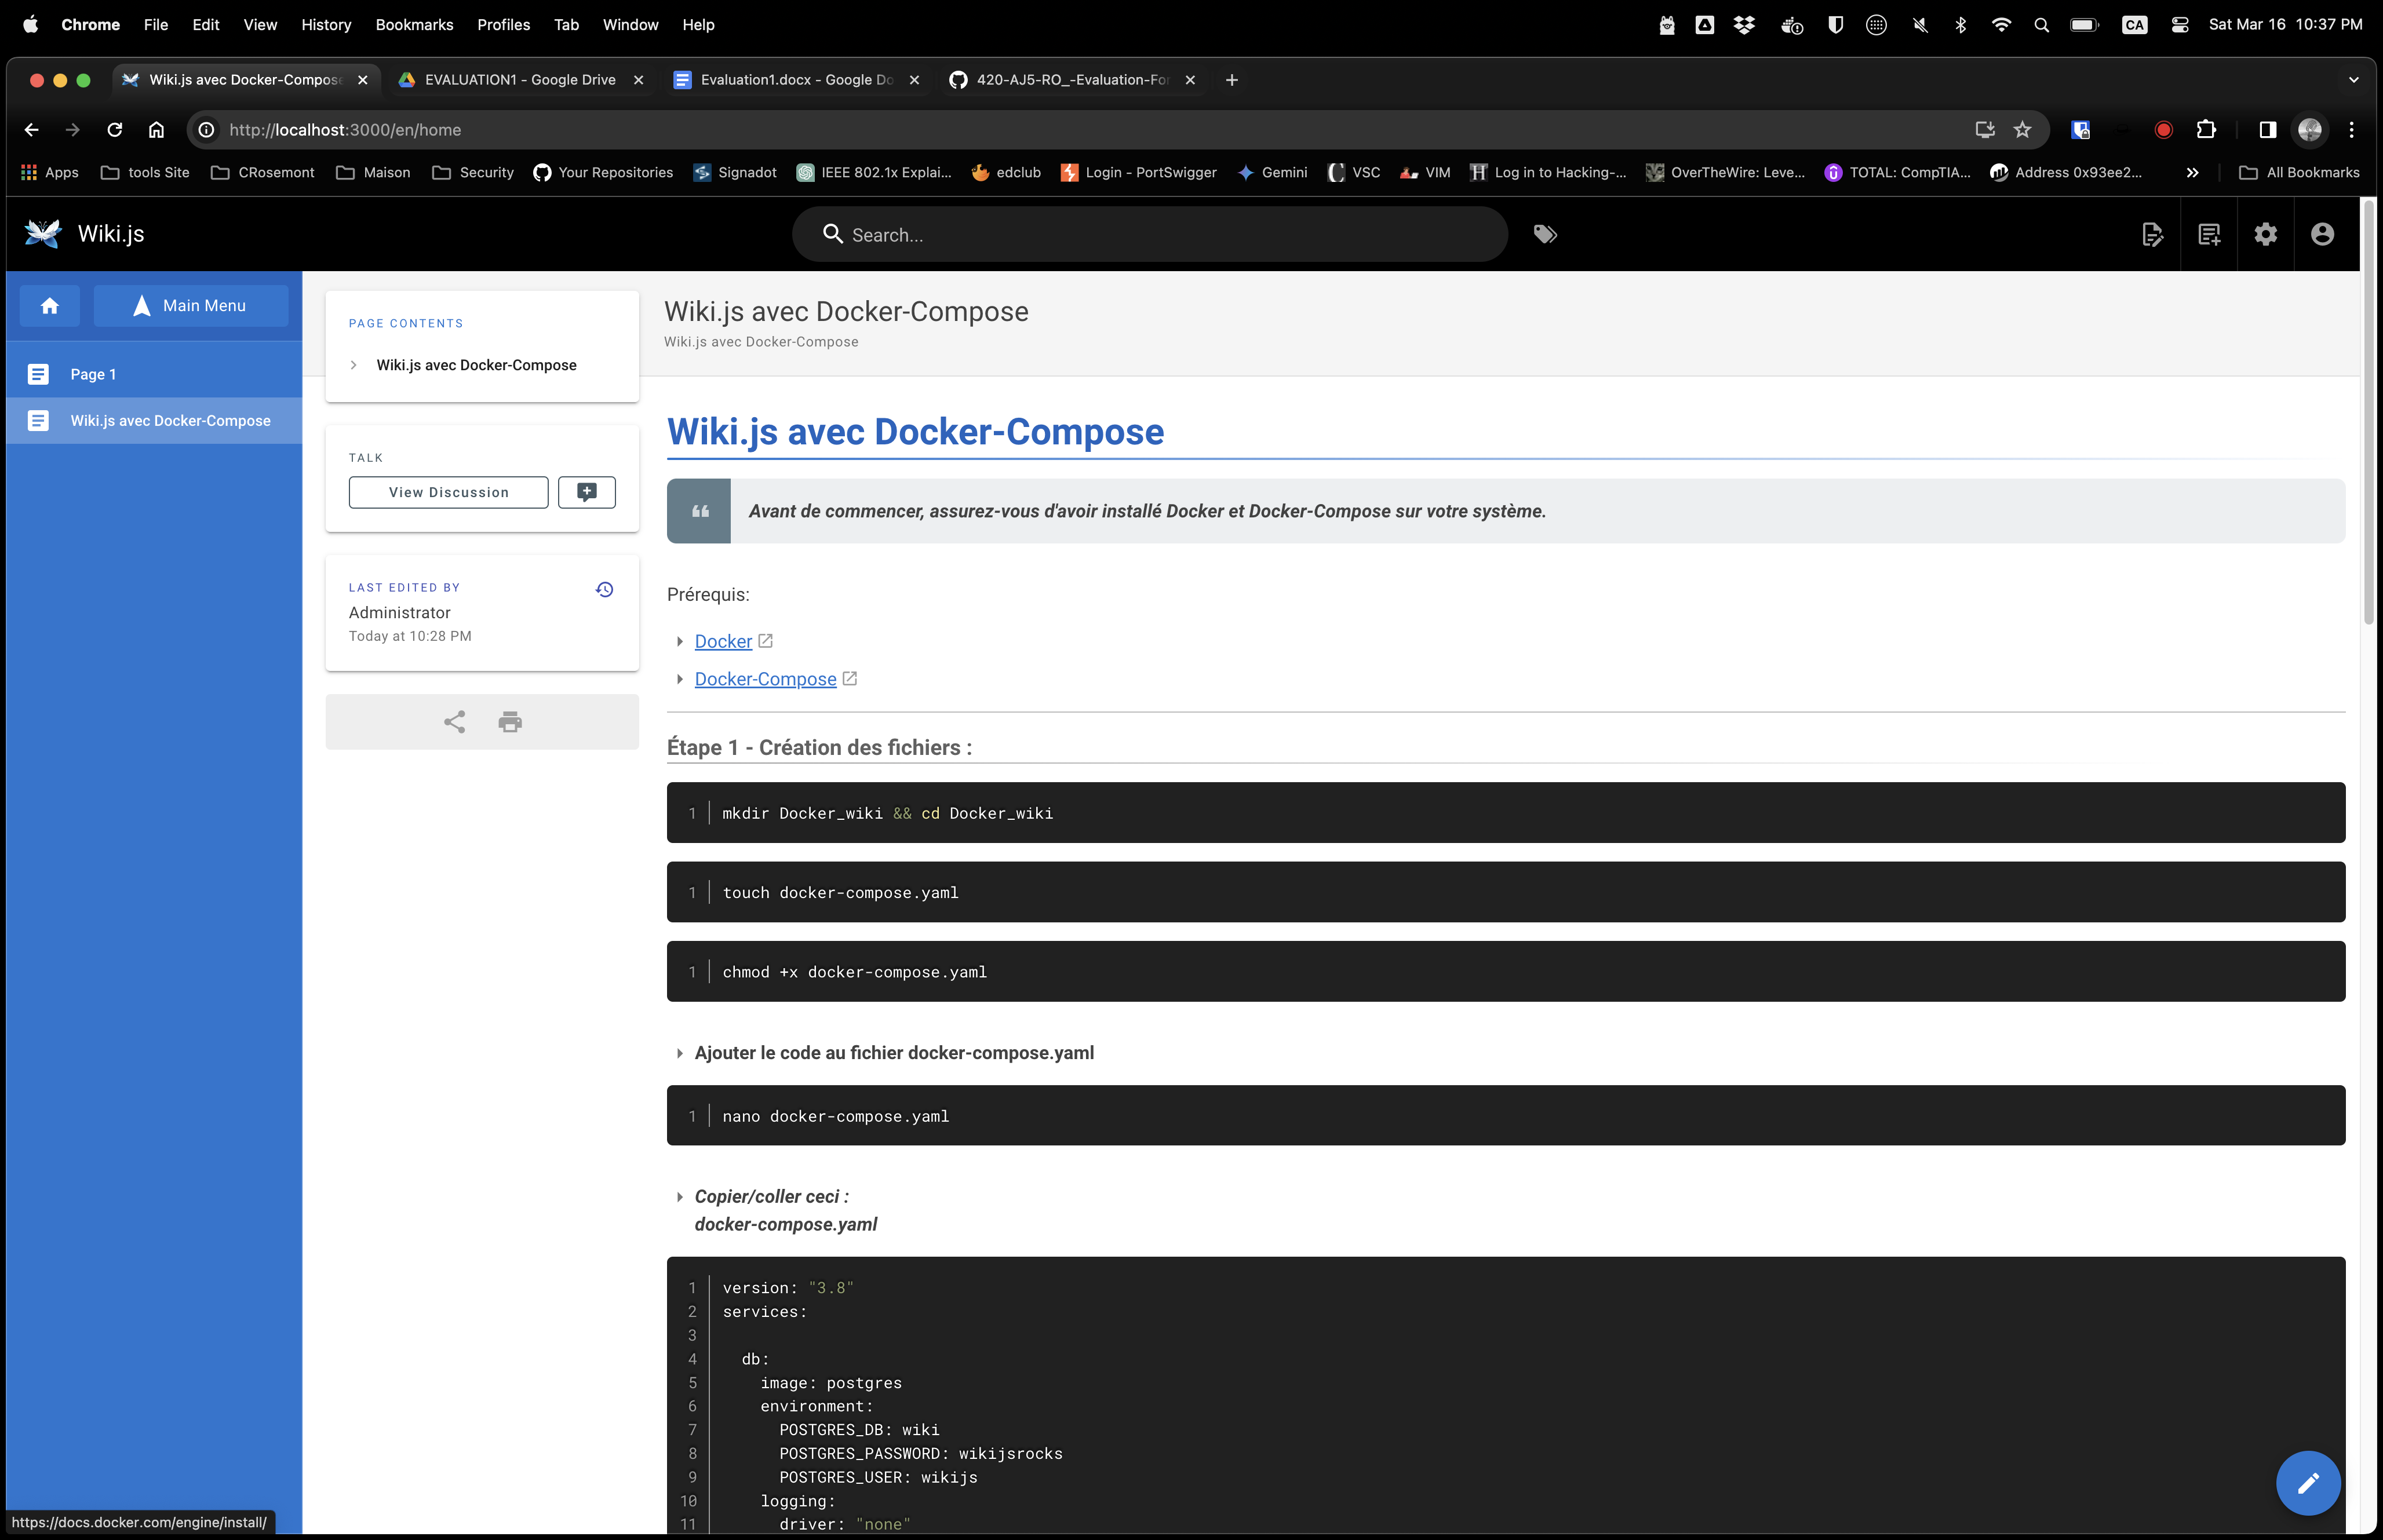 Chrome File Edit View History Bookmarks Profiles Tab Window Help CA Sat Mar 16 10:37 PM
Wiki.js avec Docker-Compose EVALUATION1 - Google Drive Evaluation1.docx - Google Do 420-AJ5-RO_-Evaluation-For
http://localhost:3000/en/home
Apps tools Site CRosemont Maison Security Your Repositories Signadot IEEE 802.1x Explai... edclub Login - PortSwigger Gemini VSC VIM Log in to Hacking-... OverTheWire: Leve... TOTAL: CompTIA... Address 0x93ee2... » All Bookmarks
Wiki.js
Search...
Main Menu
Page 1
Wiki.js avec Docker-Compose
PAGE CONTENTS
Wiki.js avec Docker-Compose
TALK
View Discussion
LAST EDITED BY
Administrator
Today at 10:28 PM
Wiki.js avec Docker-Compose
Wiki.js avec Docker-Compose
Wiki.js avec Docker-Compose
Avant de commencer, assurez-vous d'avoir installé Docker et Docker-Compose sur votre système.
Prérequis:
Docker
Docker-Compose
Étape 1 - Création des fichiers :
1 mkdir Docker_wiki && cd Docker_wiki
1 touch docker-compose.yaml
1 chmod +x docker-compose.yaml
Ajouter le code au fichier docker-compose.yaml
1 nano docker-compose.yaml
Copier/coller ceci :
docker-compose.yaml
1 version: "3.8"
2 services:
3
4 db:
5 image: postgres
6 environment:
7 POSTGRES_DB: wiki
8 POSTGRES_PASSWORD: wikijsrocks
9 POSTGRES_USER: wikijs
10 logging:
11 driver: "none"
https://docs.docker.com/engine/install/